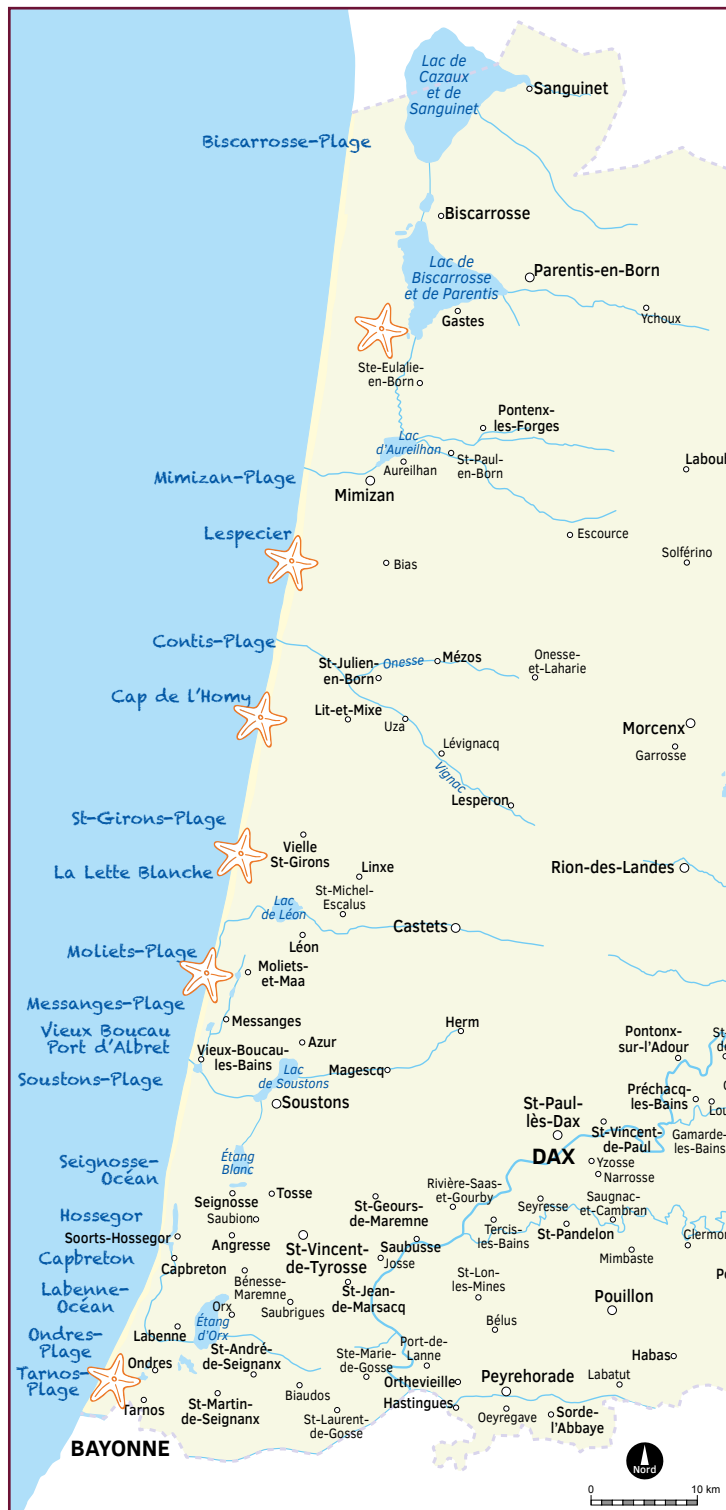 Lac de
Cazaux
et de
Sanguinet
Sanguinet
Biscarrosse-Plage
Biscarrosse
Lac de
Biscarrosse
et de Parentis
Parentis-en-Born
Gastes
Ychoux
Ste-Eulalie-
en-Born
Pontenx-
les-Forges
Lac
d'Aureilhan
Aureilhan
St-Paul-
en-Born
Laboul
Mimizan-Plage
Mimizan
Lespecier
Escource
Bias
Solférino
Contis-Plage
St-Julien-
en-Born
Onesse
Mézos
Onesse-
et-Laharie
Cap de l'Homy
Lit-et-Mixe
Uza
Morcenx
Garrosse
Lévignacq
Vignac
Lesperon
St-Girons-Plage
Vielle
St-Girons
La Lette Blanche
Linxe
St-Michel-
Escalus
Rion-des-Landes
Lac
de Léon
Castets
Léon
Moliets-Plage
Moliets-
et-Maa
Messanges-Plage
Messanges
Vieux Boucau
Port d'Albret
Vieux-Boucau-
les-Bains
Azur
Herm
Pontonx-
sur-l'Adour
St-
de
Soustons-Plage
Lac
de Soustons
Magescq
Soustons
Préchacq-
les-Bains
Lou
St-Paul-
lès-Dax
DAX
St-Vincent-
de-Paul
Gamarde-
les-Bains
Yzosse
Narrosse
Seignosse-
Océan
Étang
Blanc
Seignosse
Tosse
Saubion
Hossegor
Soorts-Hossegor
Angresse
St-Geours-
de-Maremne
Rivière-Saas-
et-Gourby
Seyresse
Saugnac-
et-Cambran
Tercis-
les-Bains
St-Pandelon
Clermo
Mimbaste
St-Vincent-
de-Tyrosse
Saubusse
Josse
Capbreton
Capbreton
Bénesse-
Maremne
Saubrigues
St-Jean-
de-Marsacq
St-Lon-
les-Mines
Pouillon
Labenne-
Océan
Orx
Étang
d'Orx
Labenne
Bélus
Ondres-
Plage
Ondres
St-André-
de-Seignanx
Ste-Marie-
de-Gosse
Port-de-
Lanne
Habas
Tarnos-
Plage
Tarnos
St-Martin-
de-Seignanx
Biaudos
St-Laurent-
de-Gosse
Orthevieille
Hastingues
Peyrehorade
Oeyregave
Labatut
Sorde-
l'Abbaye
BAYONNE
Nord
0 10 km